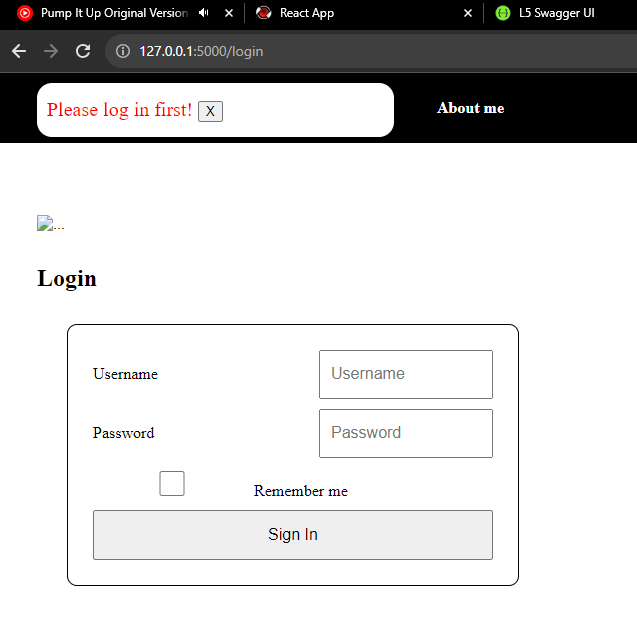 Pump It Up Original Version
React App
L5 Swagger UI
127.0.0.1:5000/login
Please log in first! X
About me
...
Login
Username Username
Password Password
Remember me
Sign In